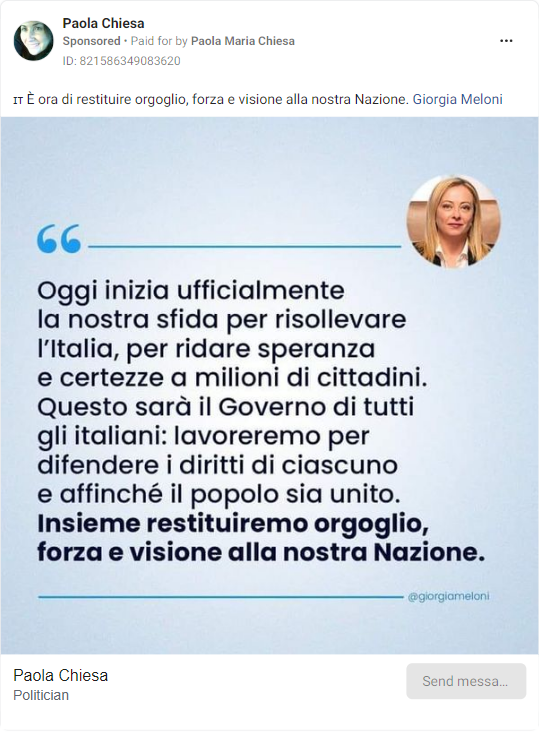 Paola Chiesa
Sponsored • Paid for by Paola Maria Chiesa
ID: 821586349083620
IT È ora di restituire orgoglio, forza e visione alla nostra Nazione. Giorgia Meloni
Oggi inizia ufficialmente
la nostra sfida per risollevare
l’Italia, per ridare speranza
e certezze a milioni di cittadini.
Questo sarà il Governo di tutti
gli italiani: lavoreremo per
difendere i diritti di ciascuno
e affinché il popolo sia unito.
Insieme restituiremo orgoglio,
forza e visione alla nostra Nazione.
@giorgiameloni
Paola Chiesa
Politician
Send messa...